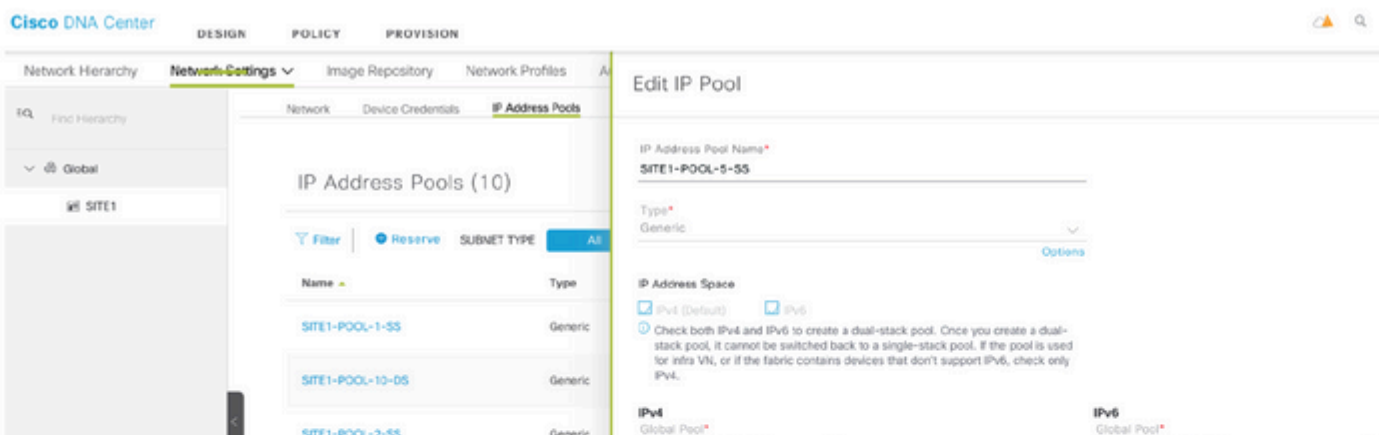 Cisco DNA Center
DESIGN POLICY PROVISION
Network Hierarchy Network Settings Image Repository Network Profiles
Find Hierarchy
Global
SITE1
Network Device Credentials IP Address Pools
IP Address Pools (10)
Filter Reserve SUBNET TYPE All
Name Type
SITE1-POOL-1-SS Generic
SITE1-POOL-10-DS Generic
SITE1-POOL-2-SS Generic
Edit IP Pool
IP Address Pool Name*
SITE1-POOL-5-SS
Type*
Generic
Options
IP Address Space
IPv4 (Default) IPv6
Check both IPv4 and IPv6 to create a dual-stack pool. Once you create a dual-
stack pool, it cannot be switched back to a single-stack pool. If the pool is used
for infra VN, or if the fabric contains devices that don't support IPv6, check only
IPv4.
IPv4 IPv6
Global Pool* Global Pool*